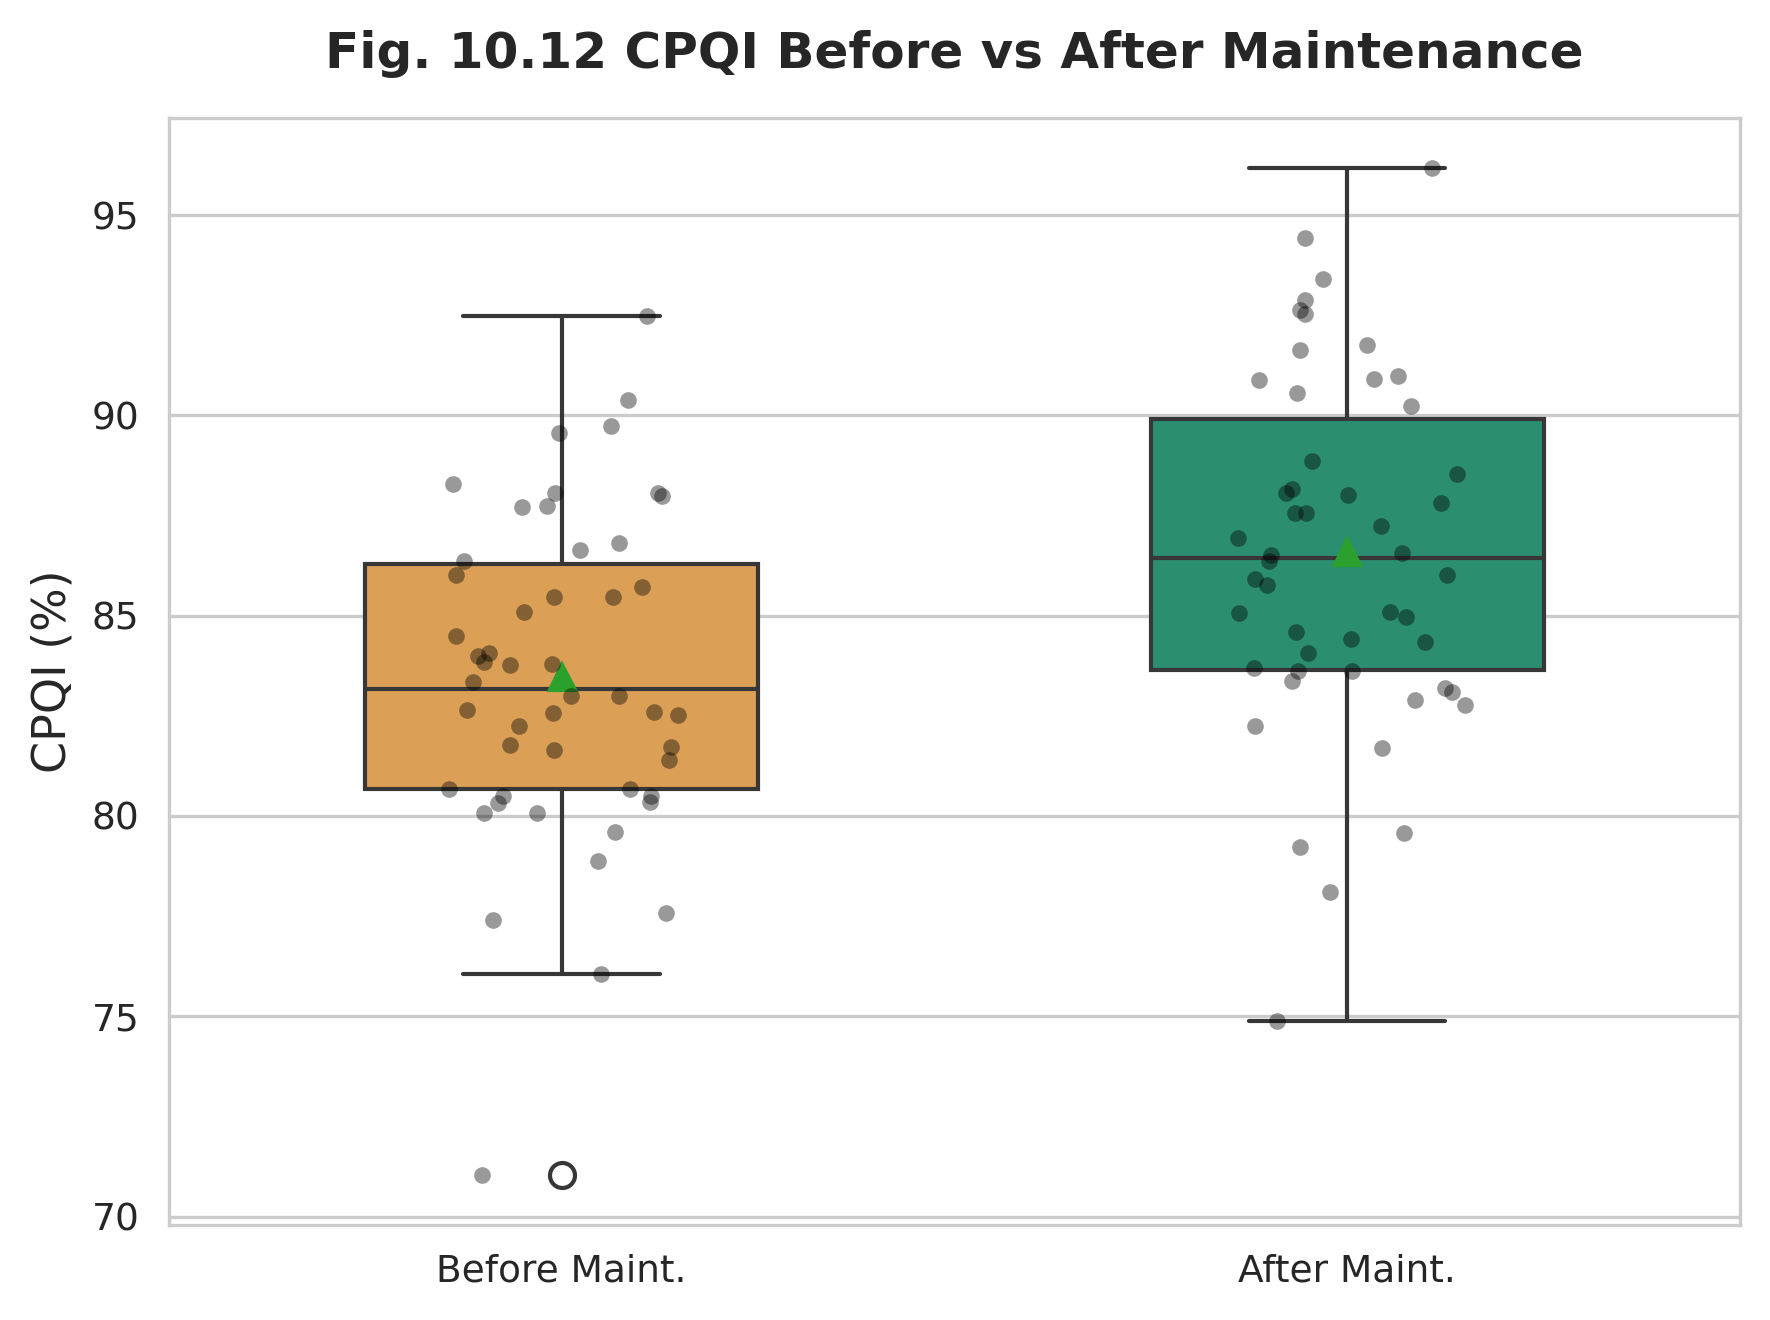 Fig. 10.12 CPQI Before vs After Maintenance
CPQI (%)
95
90
85
80
75
70
Before Maint.
After Maint.